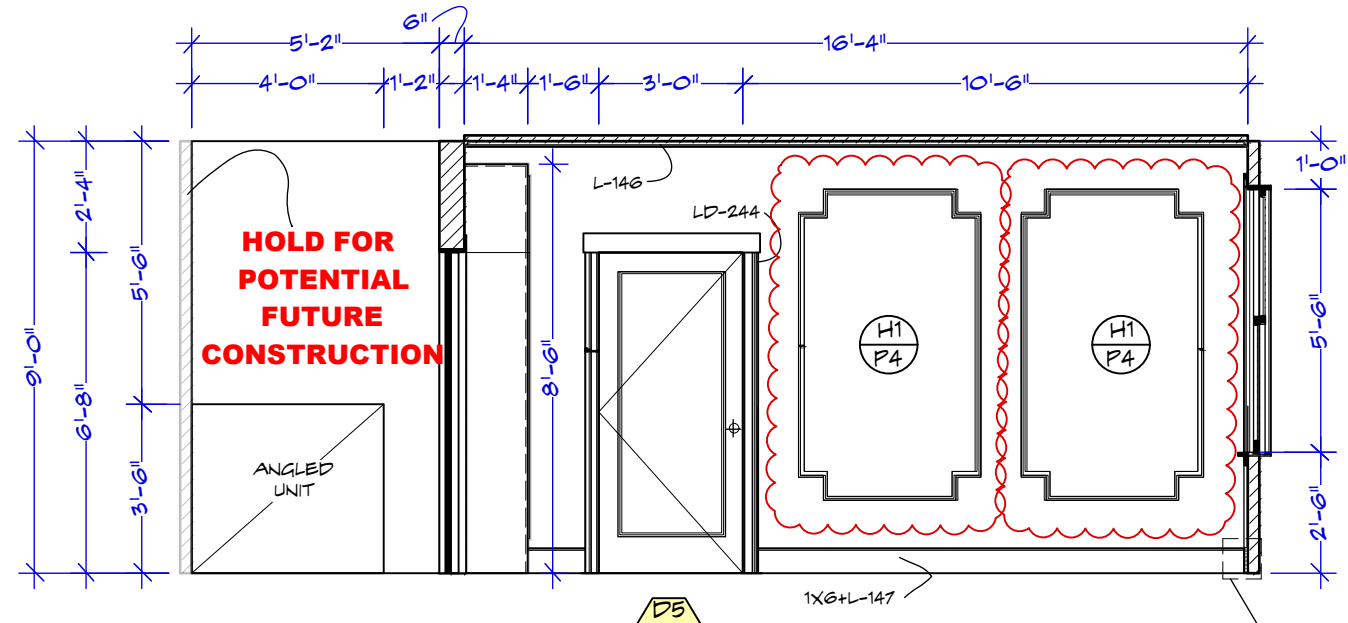 6"
5'-2"
16'-4"
4'-0"
1'-2"
1'-4"
1'-6"
3'-0"
10'-6"
1'-0"
L-146
2'-4"
LD-244
HOLD FOR
POTENTIAL
FUTURE
CONSTRUCTION
5'-6"
9'-0"
8'-6"
H1
P4
H1
P4
5'-6"
6'-8"
ANGLED
UNIT
3'-6"
2'-6"
1X6+L-147
D5